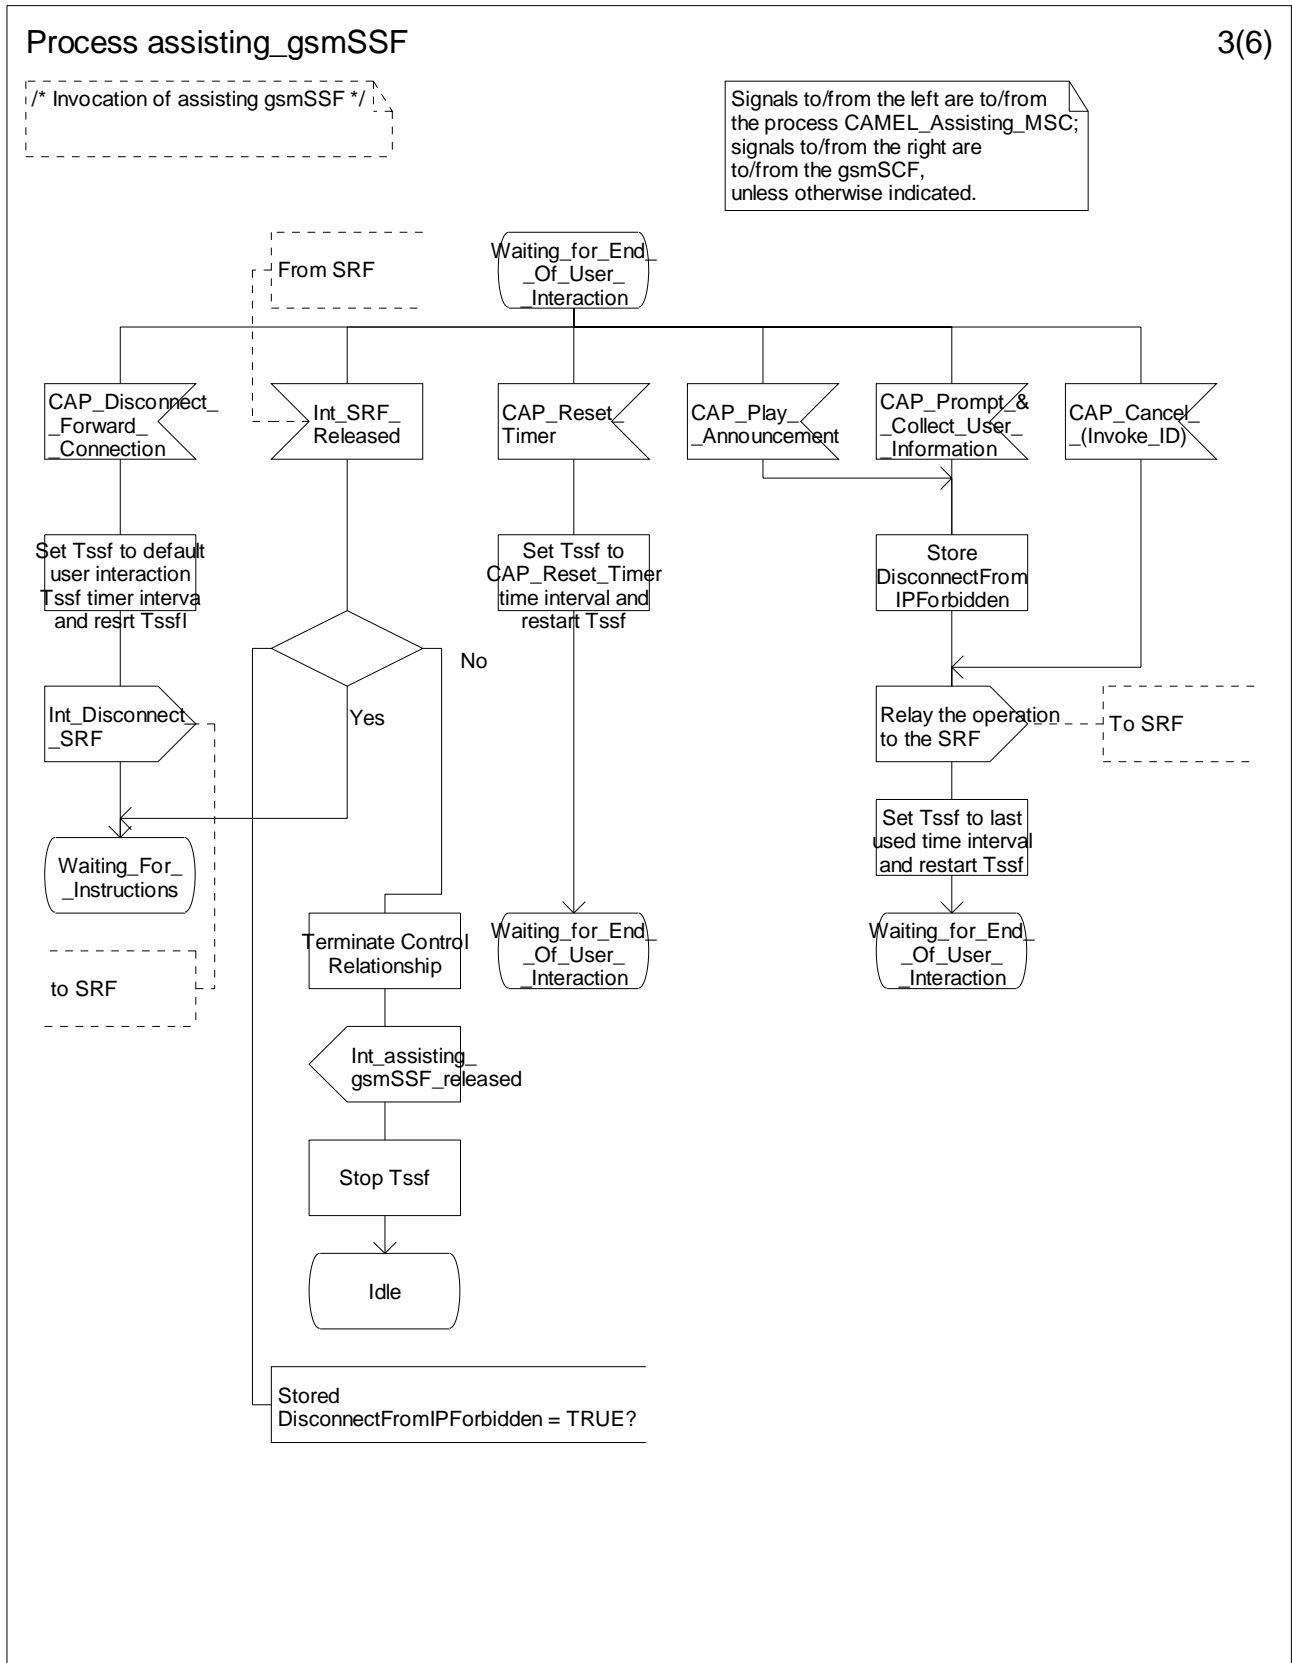 Process assisting_gsmSSF
3(6)
/* Invocation of assisting gsmSSF */
Signals to/from the left are to/from
the process CAMEL_Assisting_MSC;
signals to/from the right are
to/from the gsmSCF,
unless otherwise indicated.
From SRF
Waiting_for_End_
_Of_User_
_Interaction
CAP_Disconnect_
_Forward_
_Connection
Int_SRF_
Released
CAP_Reset_
Timer
CAP_Play_
_Announcement
CAP_Prompt_&
_Collect_User_
_Information
CAP_Cancel_
_(Invoke_ID)
Set Tssf to default
user interaction
Tssf timer interva
and resrt Tssfl
Set Tssf to
CAP_Reset_Timer
time interval and
restart Tssf
Store
DisconnectFrom
IPForbidden
No
Yes
Int_Disconnect_
_SRF
Relay the operation
to the SRF
To SRF
Set Tssf to last
used time interval
and restart Tssf
Waiting_For_
_Instructions
Terminate Control
Relationship
Waiting_for_End_
_Of_User_
_Interaction
Waiting_for_End_
_Of_User_
_Interaction
to SRF
Int_assisting_
gsmSSF_released
Stop Tssf
Idle
Stored
DisconnectFromIPForbidden = TRUE?